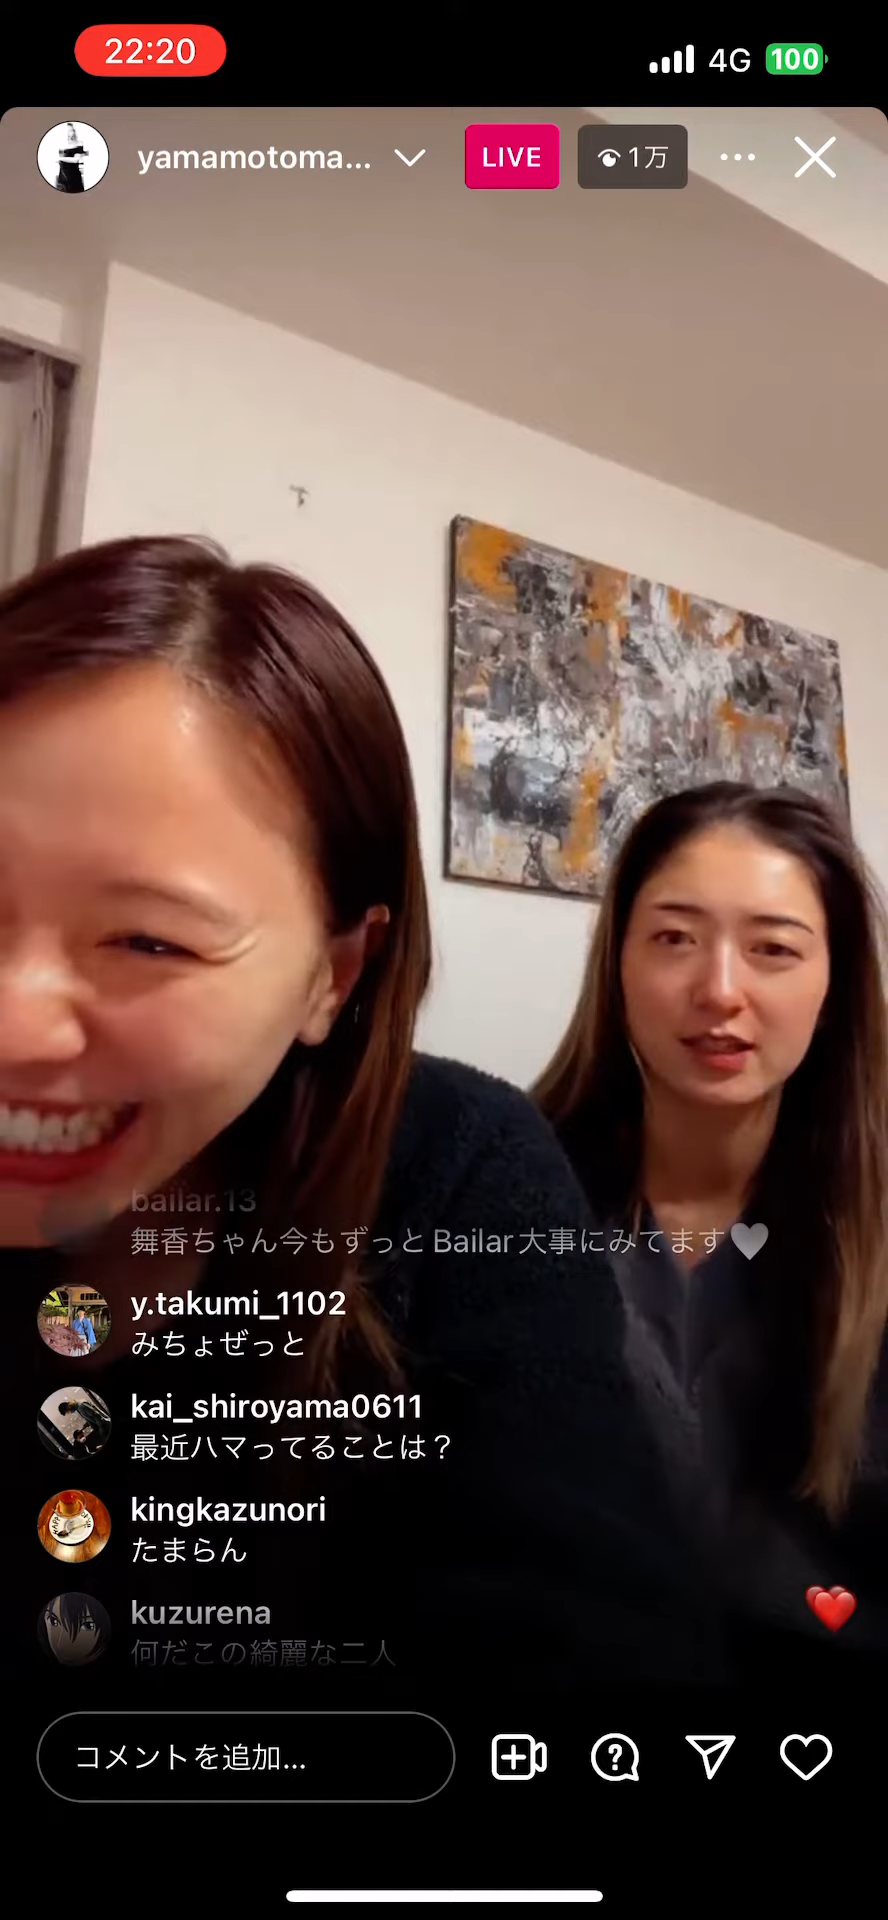 22:20
4G 100
yamamotoma... LIVE 1万
bailar.13
舞香ちゃん今もずっとBailar大事にみてます🤍
y.takumi_1102
みちょぜっと
kai_shiroyama0611
最近ハマってることは？
kingkazunori
たまらん
kuzurena
何だこの綺麗な二人
コメントを追加...